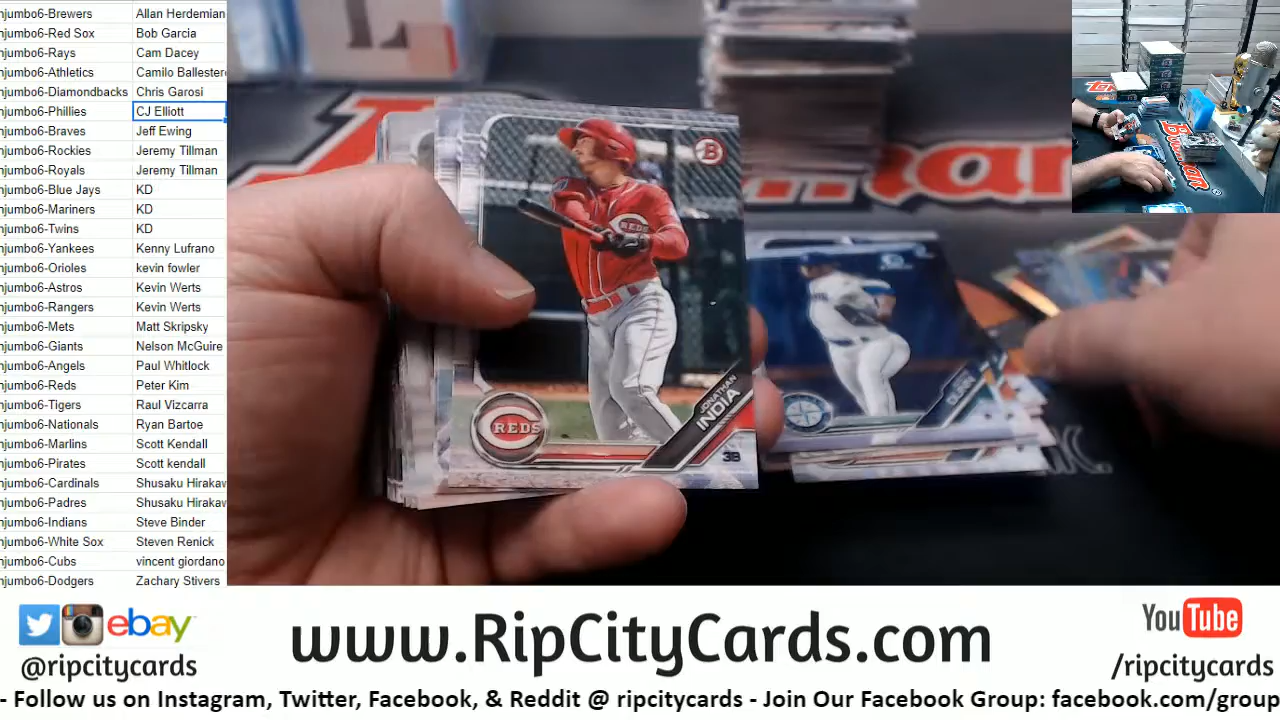 njumbo6-Brewers Allan Herdemian
njumbo6-Red Sox Bob Garcia
njumbo6-Rays Cam Dacey
njumbo6-Athletics Camilo Ballester
njumbo6-Diamondbacks Chris Garosi
njumbo6-Phillies CJ Elliott
njumbo6-Braves Jeff Ewing
njumbo6-Rockies Jeremy Tillman
njumbo6-Royals Jeremy Tillman
njumbo6-Blue Jays KD
njumbo6-Mariners KD
njumbo6-Twins KD
njumbo6-Yankees Kenny Lufrano
njumbo6-Orioles kevin fowler
njumbo6-Astros Kevin Werts
njumbo6-Rangers Kevin Werts
njumbo6-Mets Matt Skripsky
njumbo6-Giants Nelson McGuire
njumbo6-Angels Paul Whitlock
njumbo6-Reds Peter Kim
njumbo6-Tigers Raul Vizcarra
njumbo6-Nationals Ryan Bartoe
njumbo6-Marlins Scott Kendall
njumbo6-Pirates Scott kendall
njumbo6-Cardinals Shusaku Hirakaw
njumbo6-Padres Shusaku Hirakaw
njumbo6-Indians Steve Binder
njumbo6-White Sox Steven Renick
njumbo6-Cubs vincent giordano
njumbo6-Dodgers Zachary Stivers
B
REDS
REDS
JONATHAN
INDIA
3B
DUNN
Bowman
ebay
@ripcitycards
www.RipCityCards.com
YouTube
/ripcitycards
- Follow us on Instagram, Twitter, Facebook, & Reddit @ ripcitycards - Join Our Facebook Group: facebook.com/group